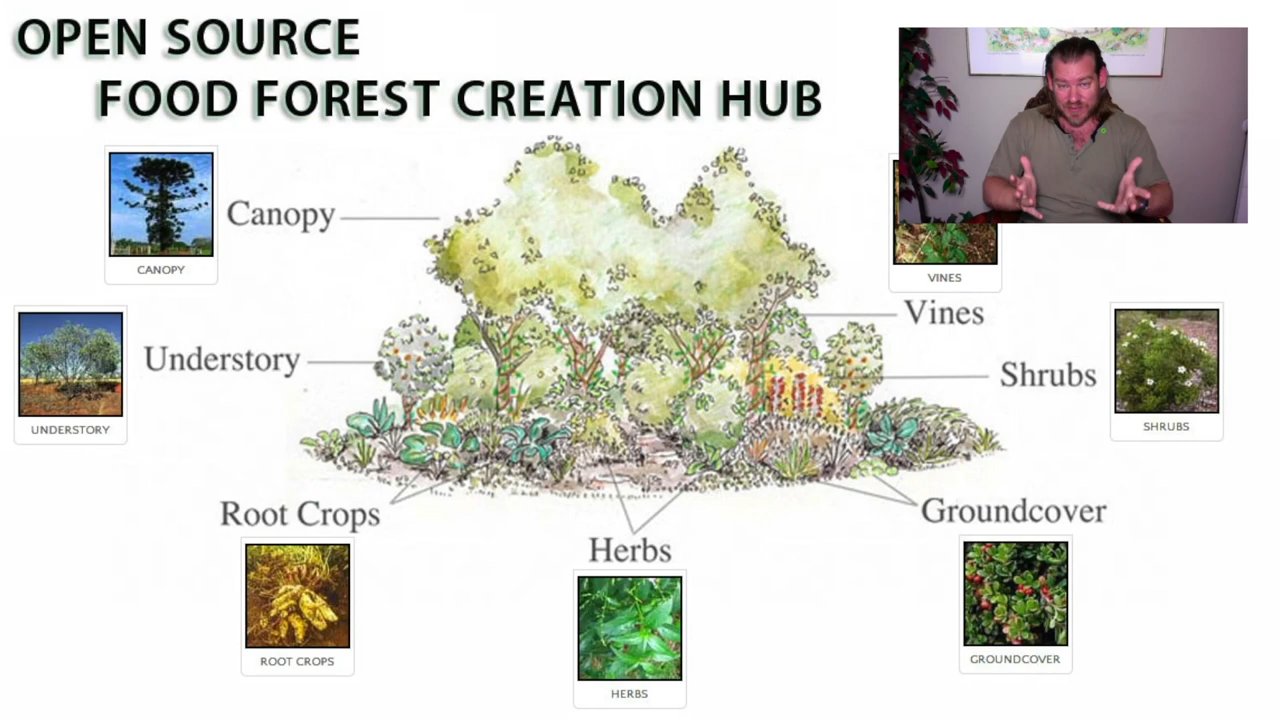 OPEN SOURCE
FOOD FOREST CREATION HUB
CANOPY
Canopy
VINES
Vines
UNDERSTORY
Understory
Shrubs
SHRUBS
Root Crops
ROOT CROPS
Herbs
HERBS
Groundcover
GROUNDCOVER